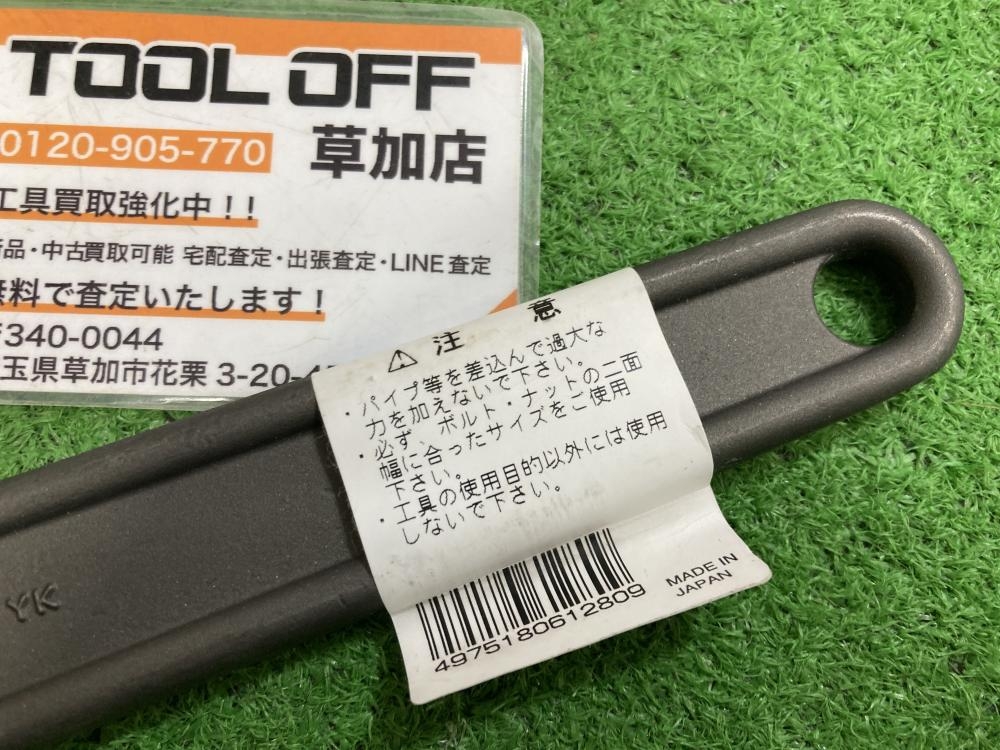 TOOL OFF
0120-905-770 草加店
工具買取強化中!!
品・中古買取可能 宅配査定・出張査定・LINE査定
無料で査定いたします!
〒340-0044
玉県草加市花栗 3-20-4
⚠ 注 意
・パイプ等を差込んで過大な
力を加えないで下さい。
・必ず、ボルト・ナットの二面
幅に合ったサイズをご使用
下さい。
・工具の使用目的以外には使用
しないで下さい。
4975180612809
MADE IN
JAPAN
YK